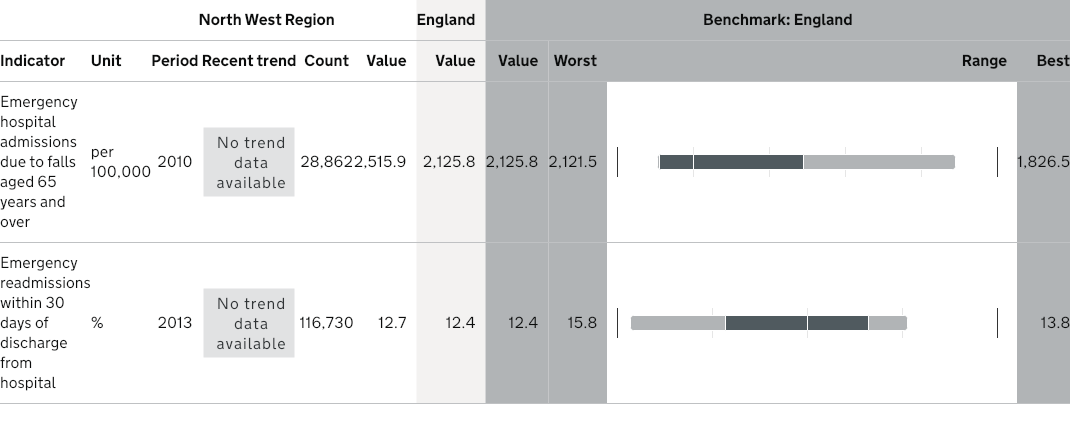 North West Region England Benchmark: England
Indicator Unit Period Recent trend Count Value Value Value Worst Range Best
Emergency
hospital
admissions
due to falls
aged 65
years and
over
per
100,000
2010
No trend
data
available
28,862 2,515.9 2,125.8 2,125.8 2,121.5 1,826.5
Emergency
readmissions
within 30
days of
discharge
from
hospital
%
2013
No trend
data
available
116,730 12.7 12.4 12.4 15.8 13.8